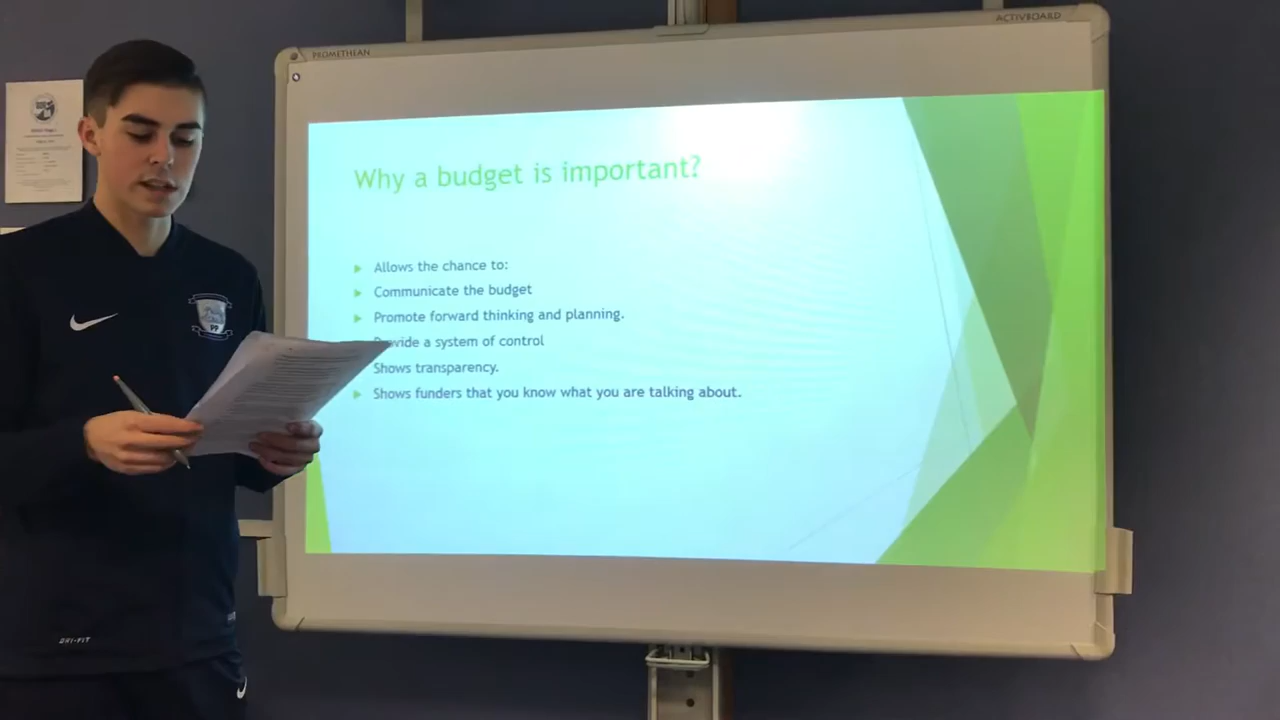 PROMETHEAN
ACTIVBOARD
Why a budget is important?
Allows the chance to:
Communicate the budget
Promote forward thinking and planning.
a system of control
Shows transparency.
Shows funders that you know what you are talking about.
PP
DRI-FIT